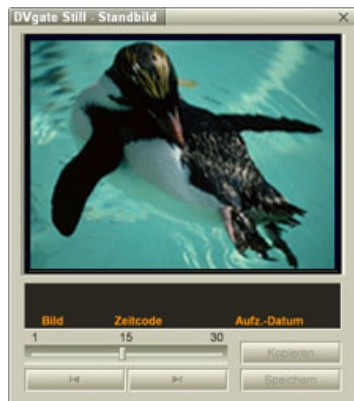 DVgate Still - Standbild
Bild Zeitcode Aufz.-Datum
1 15 30
Kopieren
Speichern